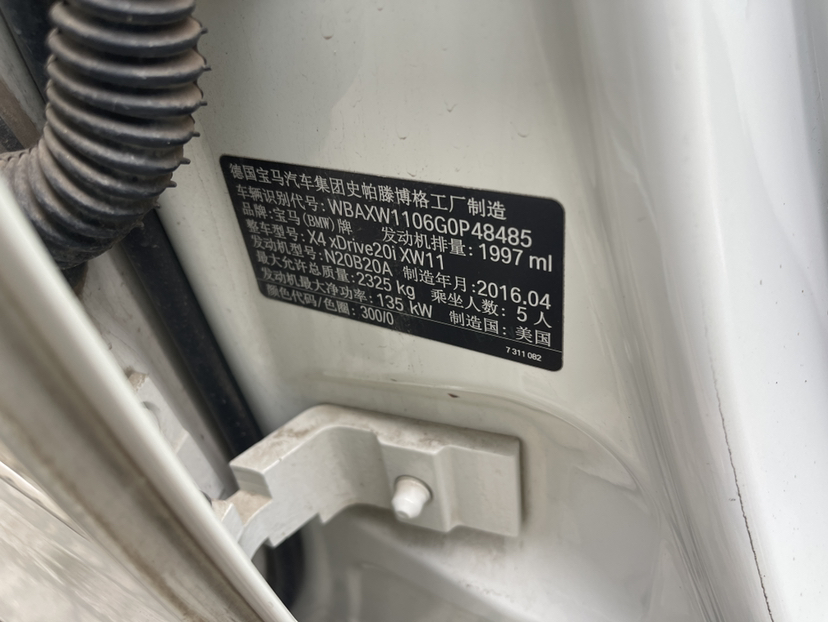 德国宝马汽车集团史帕滕博格工厂制造
车辆识别代号: WBAXW1106G0P48485
品牌: 宝马(BMW)牌 发动机排量: 1997 ml
整车型号: X4 xDrive20i XW11
发动机型号: N20B20A 制造年月: 2016.04
最大允许总质量: 2325 kg 乘坐人数: 5 人
发动机最大净功率: 135 kW 制造国: 美国
颜色代码/色圈: 300/0
7 311 082